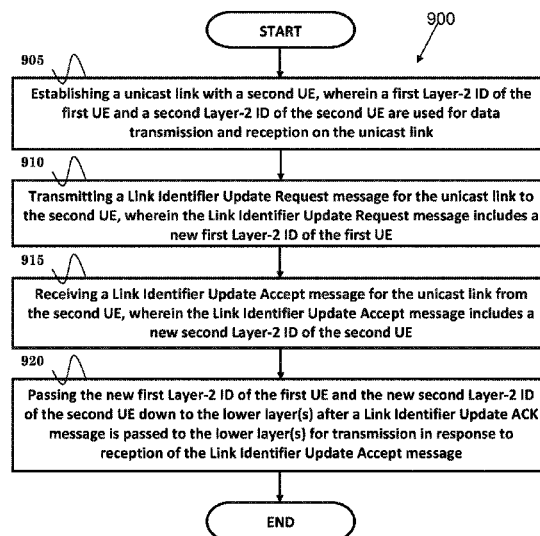 START
900
905
Establishing a unicast link with a second UE, wherein a first Layer-2 ID of the
first UE and a second Layer-2 ID of the second UE are used for data
transmission and reception on the unicast link
910
Transmitting a Link Identifier Update Request message for the unicast link to
the second UE, wherein the Link Identifier Update Request message includes a
new first Layer-2 ID of the first UE
915
Receiving a Link Identifier Update Accept message for the unicast link from
the second UE, wherein the Link Identifier Update Accept message includes a
new second Layer-2 ID of the second UE
920
Passing the new first Layer-2 ID of the first UE and the new second Layer-2 ID
of the second UE down to the lower layer(s) after a Link Identifier Update ACK
message is passed to the lower layer(s) for transmission in response to
reception of the Link Identifier Update Accept message
END